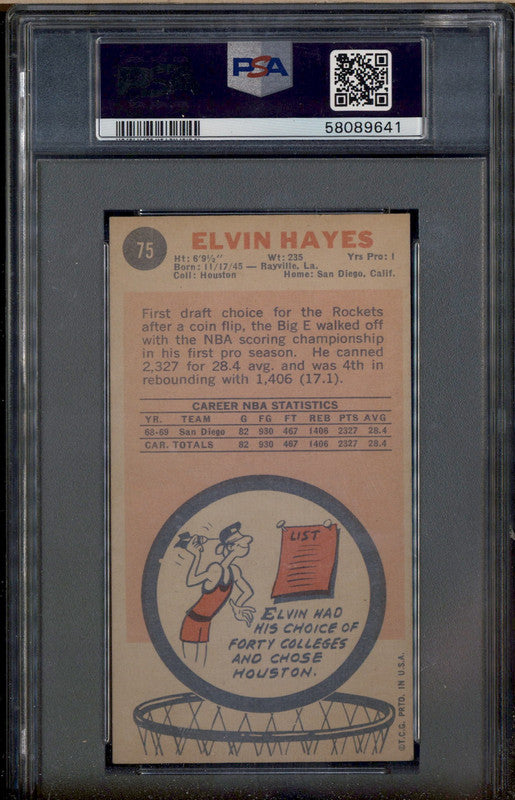 PSA
58089641
75
ELVIN HAYES
Ht: 6'9½" Wt: 235 Yrs Pro: 1
Born: 11/17/45 — Rayville, La.
Coll: Houston Home: San Diego, Calif.
First draft choice for the Rockets
after a coin flip, the Big E walked off
with the NBA scoring championship
in his first pro season. He canned
2,327 for 28.4 avg. and was 4th in
rebounding with 1,406 (17.1).
CAREER NBA STATISTICS
YR. TEAM G FG FT REB PTS AVG
68-69 San Diego 82 930 467 1406 2327 28.4
CAR. TOTALS 82 930 467 1406 2327 28.4
LIST
ELVIN HAD
HIS CHOICE OF
FORTY COLLEGES
AND CHOSE
HOUSTON.
©T.C.G. PRTD. IN U.S.A.